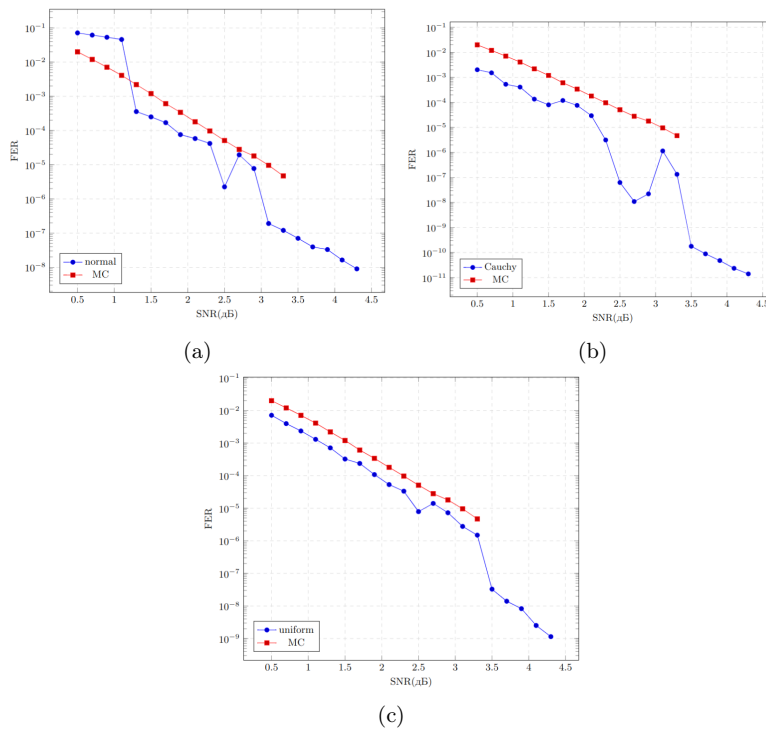 10^{-1}
10^{-2}
10^{-3}
10^{-4}
10^{-5}
10^{-6}
10^{-7}
10^{-8}
FER
normal
MC
0.5 1 1.5 2 2.5 3 3.5 4 4.5
SNR(дБ)
(a)
10^{-1}
10^{-2}
10^{-3}
10^{-4}
10^{-5}
10^{-6}
10^{-7}
10^{-8}
10^{-9}
10^{-10}
10^{-11}
FER
Cauchy
MC
0.5 1 1.5 2 2.5 3 3.5 4 4.5
SNR(дБ)
(b)
10^{-1}
10^{-2}
10^{-3}
10^{-4}
10^{-5}
10^{-6}
10^{-7}
10^{-8}
10^{-9}
FER
uniform
MC
0.5 1 1.5 2 2.5 3 3.5 4 4.5
SNR(дБ)
(c)